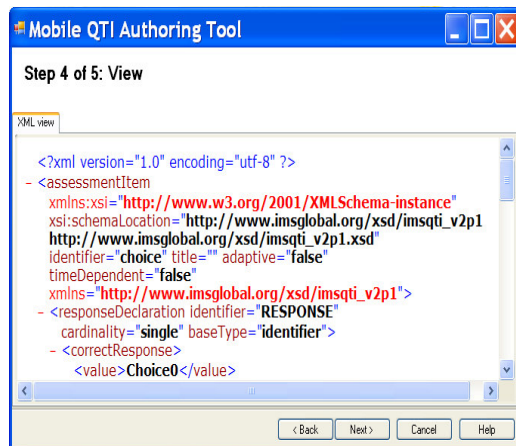 Mobile QTI Authoring Tool
Step 4 of 5: View
XML view
<?xml version="1.0" encoding="utf-8" ?>
- <assessmentItem
xmlns:xsi="http://www.w3.org/2001/XMLSchema-instance"
xsi:schemaLocation="http://www.imsglobal.org/xsd/imsqti_v2p1
http://www.imsglobal.org/xsd/imsqti_v2p1.xsd"
identifier="choice" title="" adaptive="false"
timeDependent="false"
xmlns="http://www.imsglobal.org/xsd/imsqti_v2p1">
- <responseDeclaration identifier="RESPONSE"
cardinality="single" baseType="identifier">
- <correctResponse>
<value>Choice0</value>
< Back Next > Cancel Help